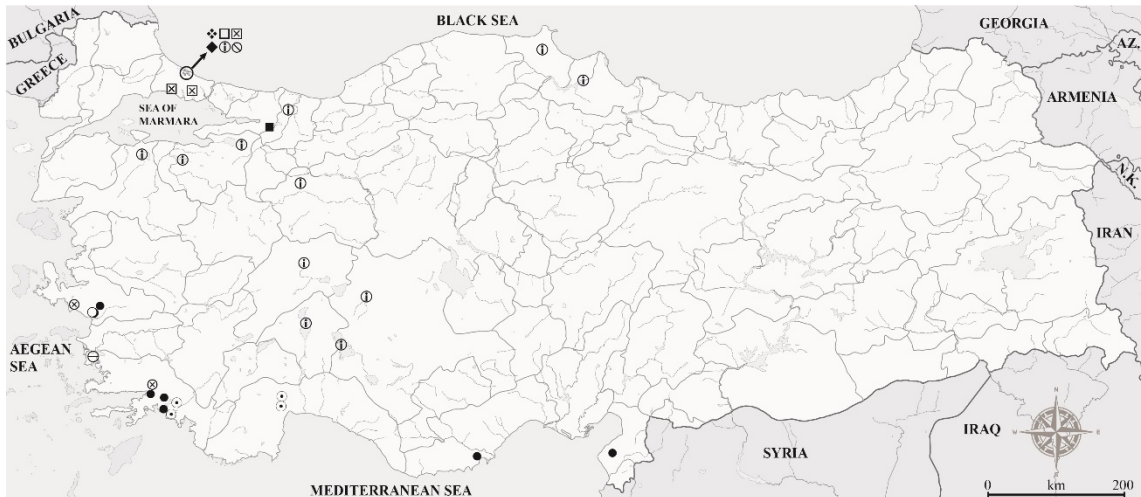 BLACK SEA
BULGARIA
GREECE
GEORGIA
AZ.
ARMENIA
SEA OF
MARMARA
N.K.
IRAN
AEGEAN
SEA
IRAQ
SYRIA
MEDITERRANEAN SEA
N
0 km 200